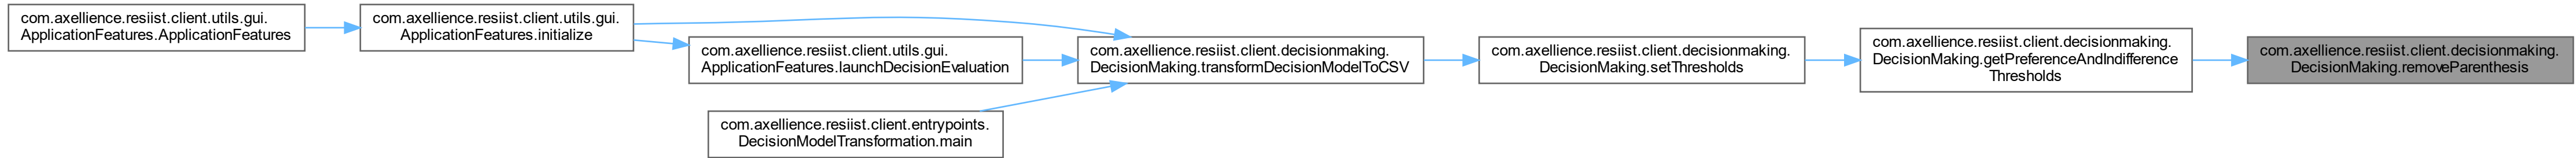 com.axellience.resiist.client.utils.gui.
ApplicationFeatures.ApplicationFeatures
com.axellience.resiist.client.utils.gui.
ApplicationFeatures.initialize
com.axellience.resiist.client.utils.gui.
ApplicationFeatures.launchDecisionEvaluation
com.axellience.resiist.client.entrypoints.
DecisionModelTransformation.main
com.axellience.resiist.client.decisionmaking.
DecisionMaking.transformDecisionModelToCSV
com.axellience.resiist.client.decisionmaking.
DecisionMaking.setThresholds
com.axellience.resiist.client.decisionmaking.
DecisionMaking.getPreferenceAndIndifference
Thresholds
com.axellience.resiist.client.decisionmaking.
DecisionMaking.removeParenthesis